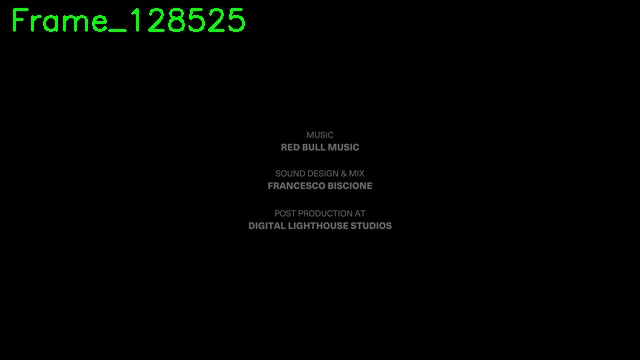 Frame_128525
MUSIC
RED BULL MUSIC
SOUND DESIGN & MIX
FRANCESCO BISCIONE
POST PRODUCTION AT
DIGITAL LIGHTHOUSE STUDIOS